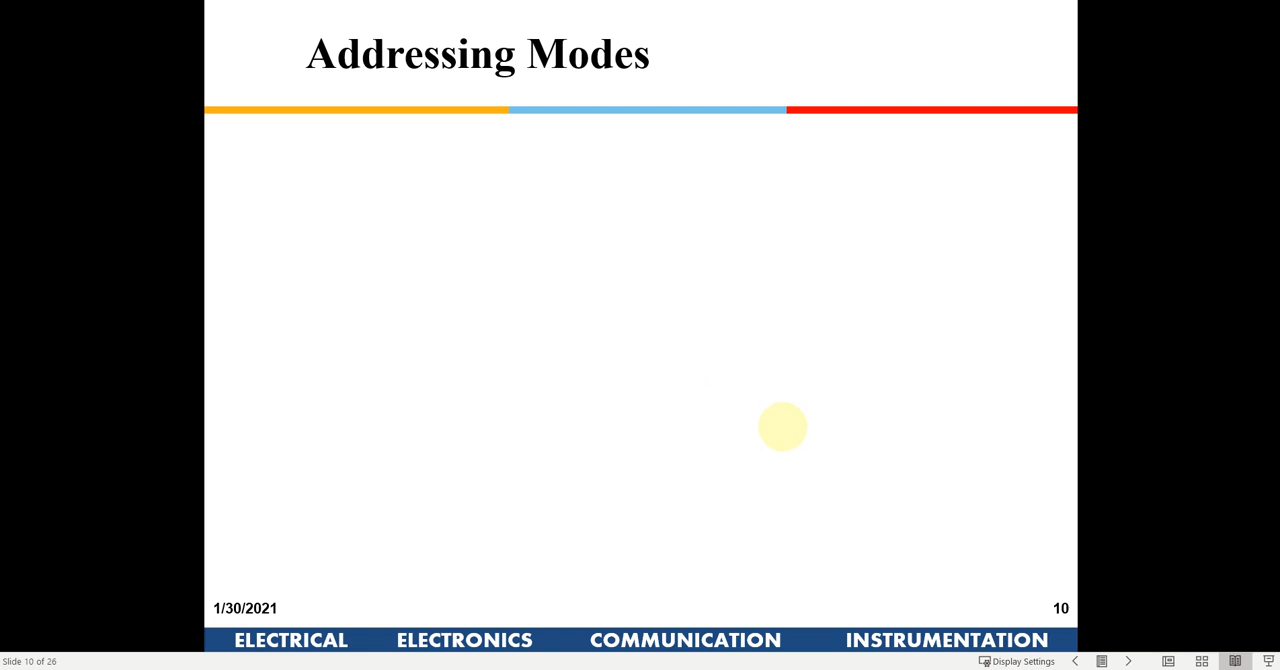 Addressing Modes
1/30/2021 10
ELECTRICAL ELECTRONICS COMMUNICATION INSTRUMENTATION
Slide 10 of 26 Display Settings